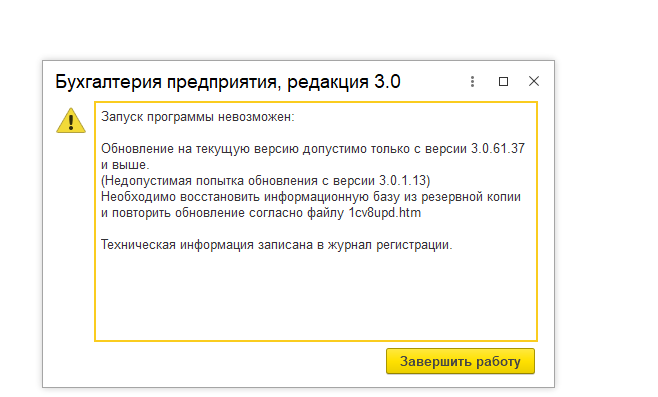 Бухгалтерия предприятия, редакция 3.0
Запуск программы невозможен:
Обновление на текущую версию допустимо только с версии 3.0.61.37
и выше.
(Недопустимая попытка обновления с версии 3.0.1.13)
Необходимо восстановить информационную базу из резервной копии
и повторить обновление согласно файлу 1cv8upd.htm
Техническая информация записана в журнал регистрации.
Завершить работу